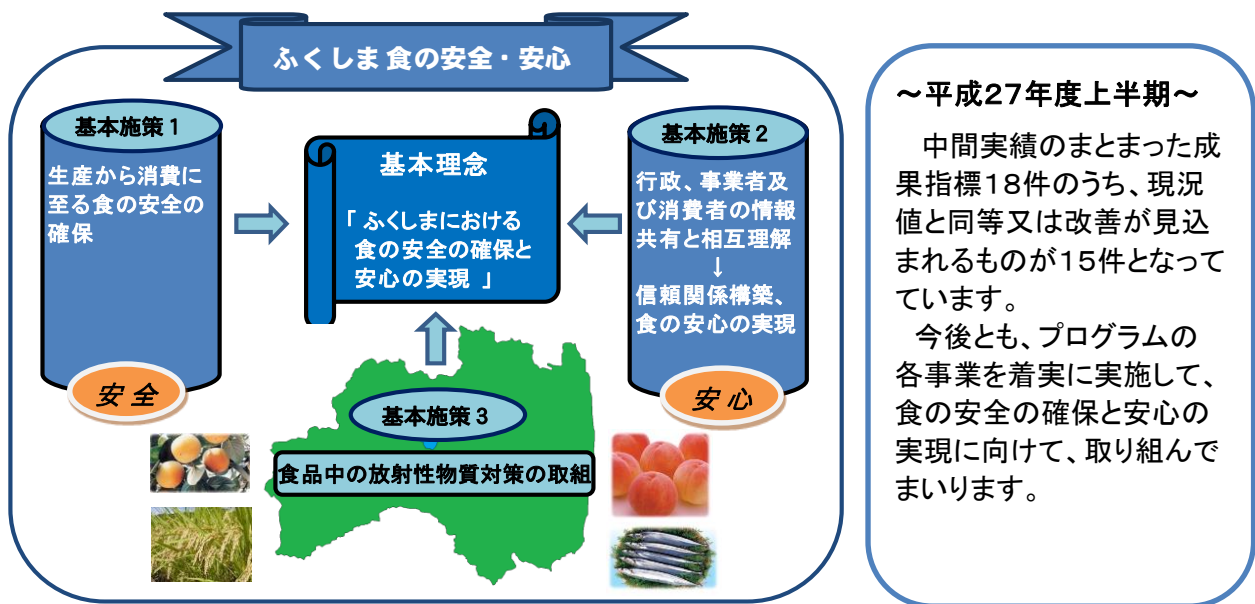 ふくしま 食の安全・安心
基本施策1
生産から消費に
至る食の安全の
確保
安全
基本理念
「 ふくしまにおける
食の安全の確保と
安心の実現 」
基本施策2
行政、事業者及
び消費者の情報
共有と相互理解
↓
信頼関係構築、
食の安心の実現
安心
基本施策3
食品中の放射性物質対策の取組
~平成27年度上半期~
中間実績のまとまった成
果指標18件のうち、現況
値と同等又は改善が見込
まれるものが15件となって
ています。
今後とも、プログラムの
各事業を着実に実施して、
食の安全の確保と安心の
実現に向けて、取り組んで
まいります。